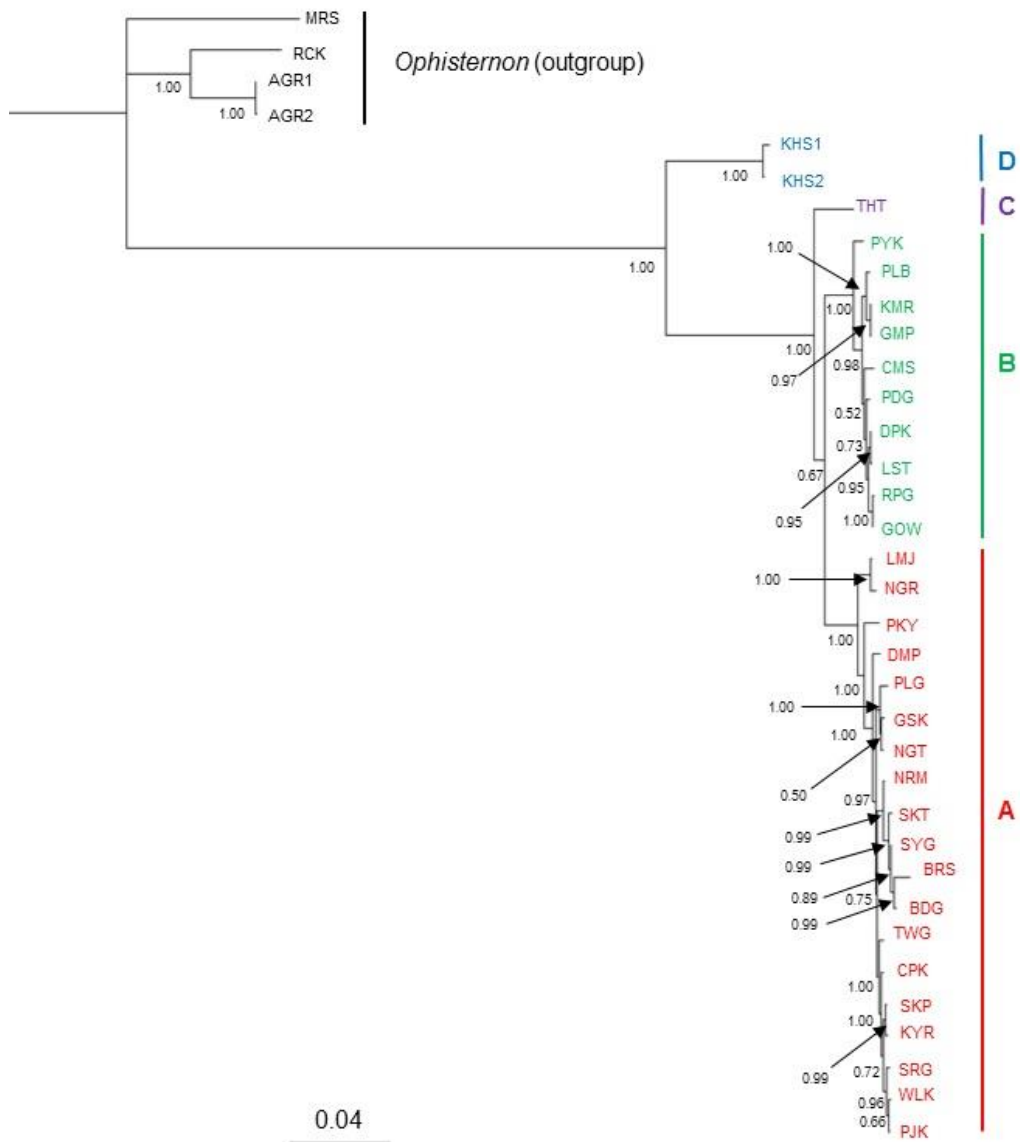 MRS
RCK
Ophisternon (outgroup)
AGR1
1.00
1.00
AGR2
KHS1
D
1.00
KHS2
THT
C
PYK
1.00
PLB
1.00
KMR
1.00
GMP
1.00
0.98
B
0.97
CMS
PDG
0.52
DPK
0.73
LST
0.67
0.95
RPG
0.95
1.00
GOW
LMJ
1.00
NGR
PKY
1.00
DMP
PLG
1.00
1.00
GSK
1.00
NGT
0.50
NRM
0.97
A
SKT
0.99
SYG
0.99
BRS
0.89
0.75
BDG
0.99
TWG
CPK
1.00
SKP
1.00
KYR
0.99
SRG
0.72
WLK
0.96
0.66
PJK
0.04